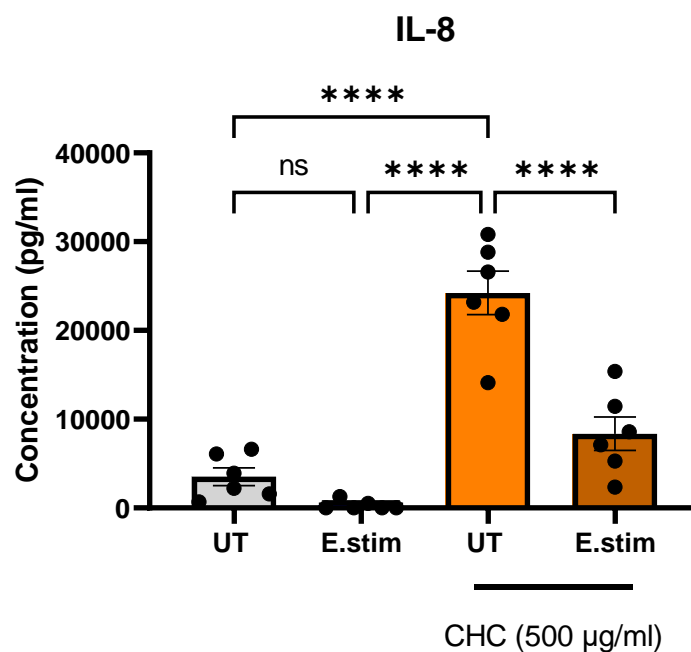 IL-8
****
ns **** ****
40000
30000
20000
10000
0
Concentration (pg/ml)
UT E.stim UT E.stim
CHC (500 µg/ml)